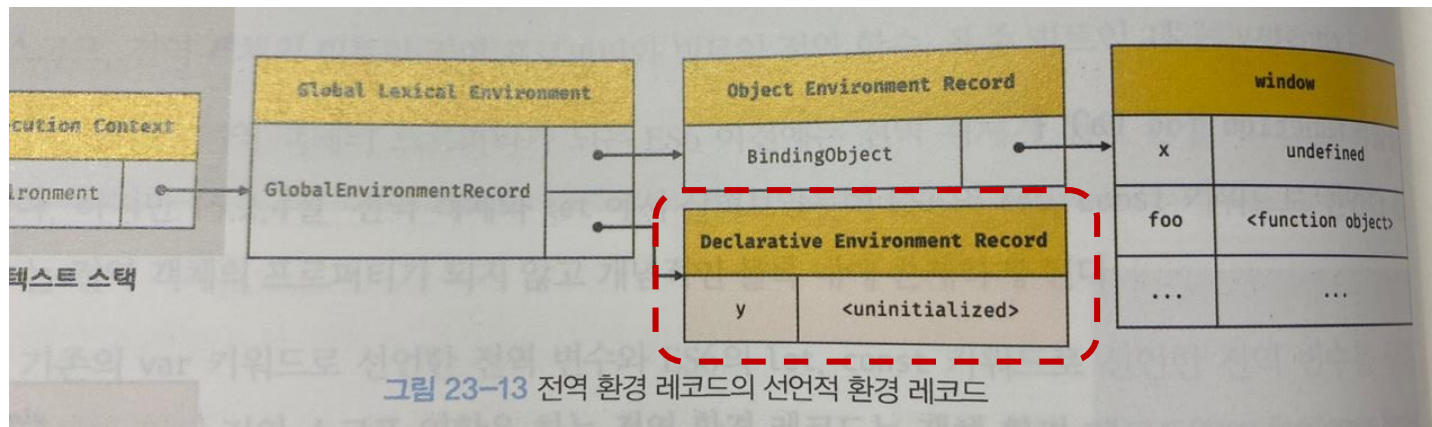 cution Context
ironment
텍스트 스택
Global Lexical Environment
GlobalEnvironmentRecord
Object Environment Record
BindingObject
Declarative Environment Record
y <uninitialized>
window
x undefined
foo <function object>
... ...
그림 23-13 전역 환경 레코드의 선언적 환경 레코드